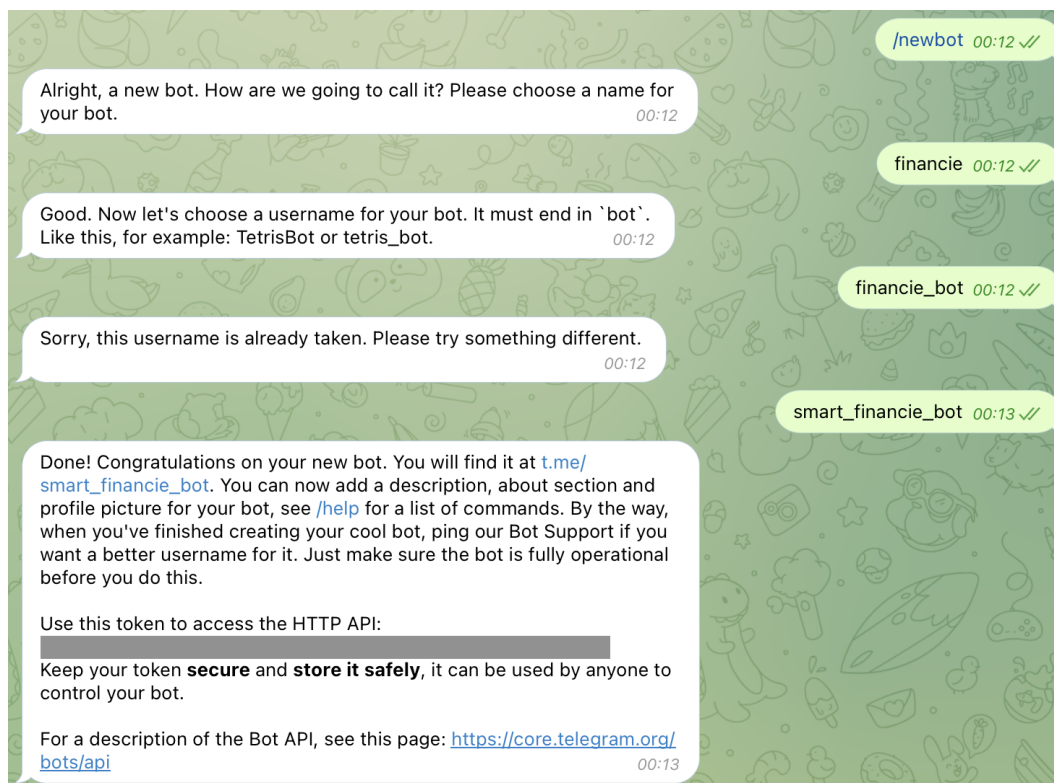 /newbot 00:12
Alright, a new bot. How are we going to call it? Please choose a name for
your bot. 00:12
financie 00:12
Good. Now let's choose a username for your bot. It must end in `bot`.
Like this, for example: TetrisBot or tetris_bot. 00:12
financie_bot 00:12
Sorry, this username is already taken. Please try something different.
00:12
smart_financie_bot 00:13
Done! Congratulations on your new bot. You will find it at t.me/
smart_financie_bot. You can now add a description, about section and
profile picture for your bot, see /help for a list of commands. By the way,
when you've finished creating your cool bot, ping our Bot Support if you
want a better username for it. Just make sure the bot is fully operational
before you do this.
Use this token to access the HTTP API:
Keep your token secure and store it safely, it can be used by anyone to
control your bot.
For a description of the Bot API, see this page: https://core.telegram.org/
bots/api 00:13